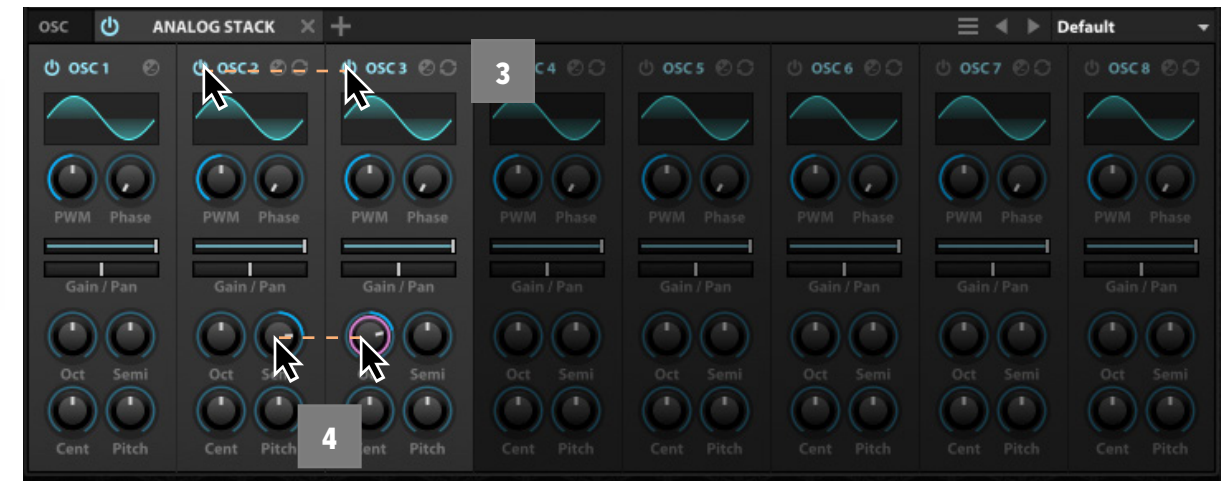 OSC ANALOG STACK Default
OSC 1 OSC 2 OSC 3 3 C 4 OSC 5 OSC 6 OSC 7 OSC 8
PWM Phase PWM Phase PWM Phase PWM Phase PWM Phase PWM Phase PWM Phase PWM Phase
Gain / Pan Gain / Pan Gain / Pan Gain / Pan Gain / Pan Gain / Pan Gain / Pan Gain / Pan
Oct Semi Oct Semi Oct Semi Oct Semi Oct Semi Oct Semi Oct Semi
4
Cent Pitch Cent Pitch ent Pitch Cent Pitch Cent Pitch Cent Pitch Cent Pitch Cent Pitch